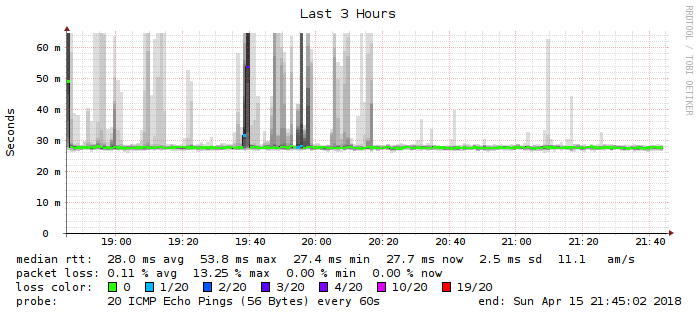 Last 3 Hours
RRDTOOL / TOBI OETIKER
Seconds
60 m
50 m
40 m
30 m
20 m
10 m
0
19:00 19:20 19:40 20:00 20:20 20:40 21:00 21:20 21:40
median rtt: 28.0 ms avg 53.8 ms max 27.4 ms min 27.7 ms now 2.5 ms sd 11.1 am/s
packet loss: 0.11 % avg 13.25 % max 0.00 % min 0.00 % now
loss color: 0 1/20 2/20 3/20 4/20 10/20 19/20
probe: 20 ICMP Echo Pings (56 Bytes) every 60s end: Sun Apr 15 21:45:02 2018